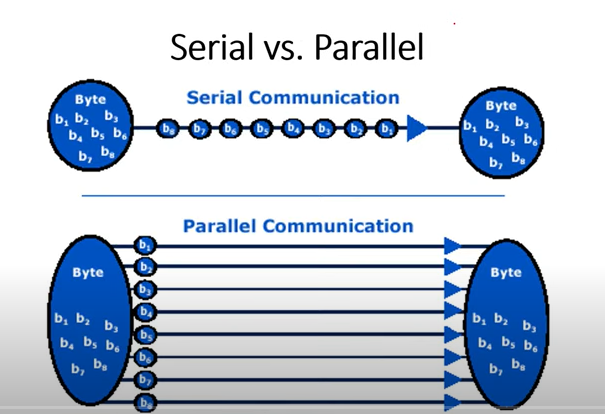 Serial vs. Parallel
Serial Communication
Byte
b₁ b₂ b₃
b₄ b₅ b₆
b₇ b₈
b₈ b₇ b₆ b₅ b₄ b₃ b₂ b₁
Byte
b₁ b₂ b₃
b₄ b₅ b₆
b₇ b₈
Parallel Communication
Byte
b₁ b₂ b₃
b₄ b₅ b₆
b₇ b₈
b₁
b₂
b₃
b₄
b₅
b₆
b₇
b₈
Byte
b₁ b₂ b₃
b₄ b₅ b₆
b₇ b₈